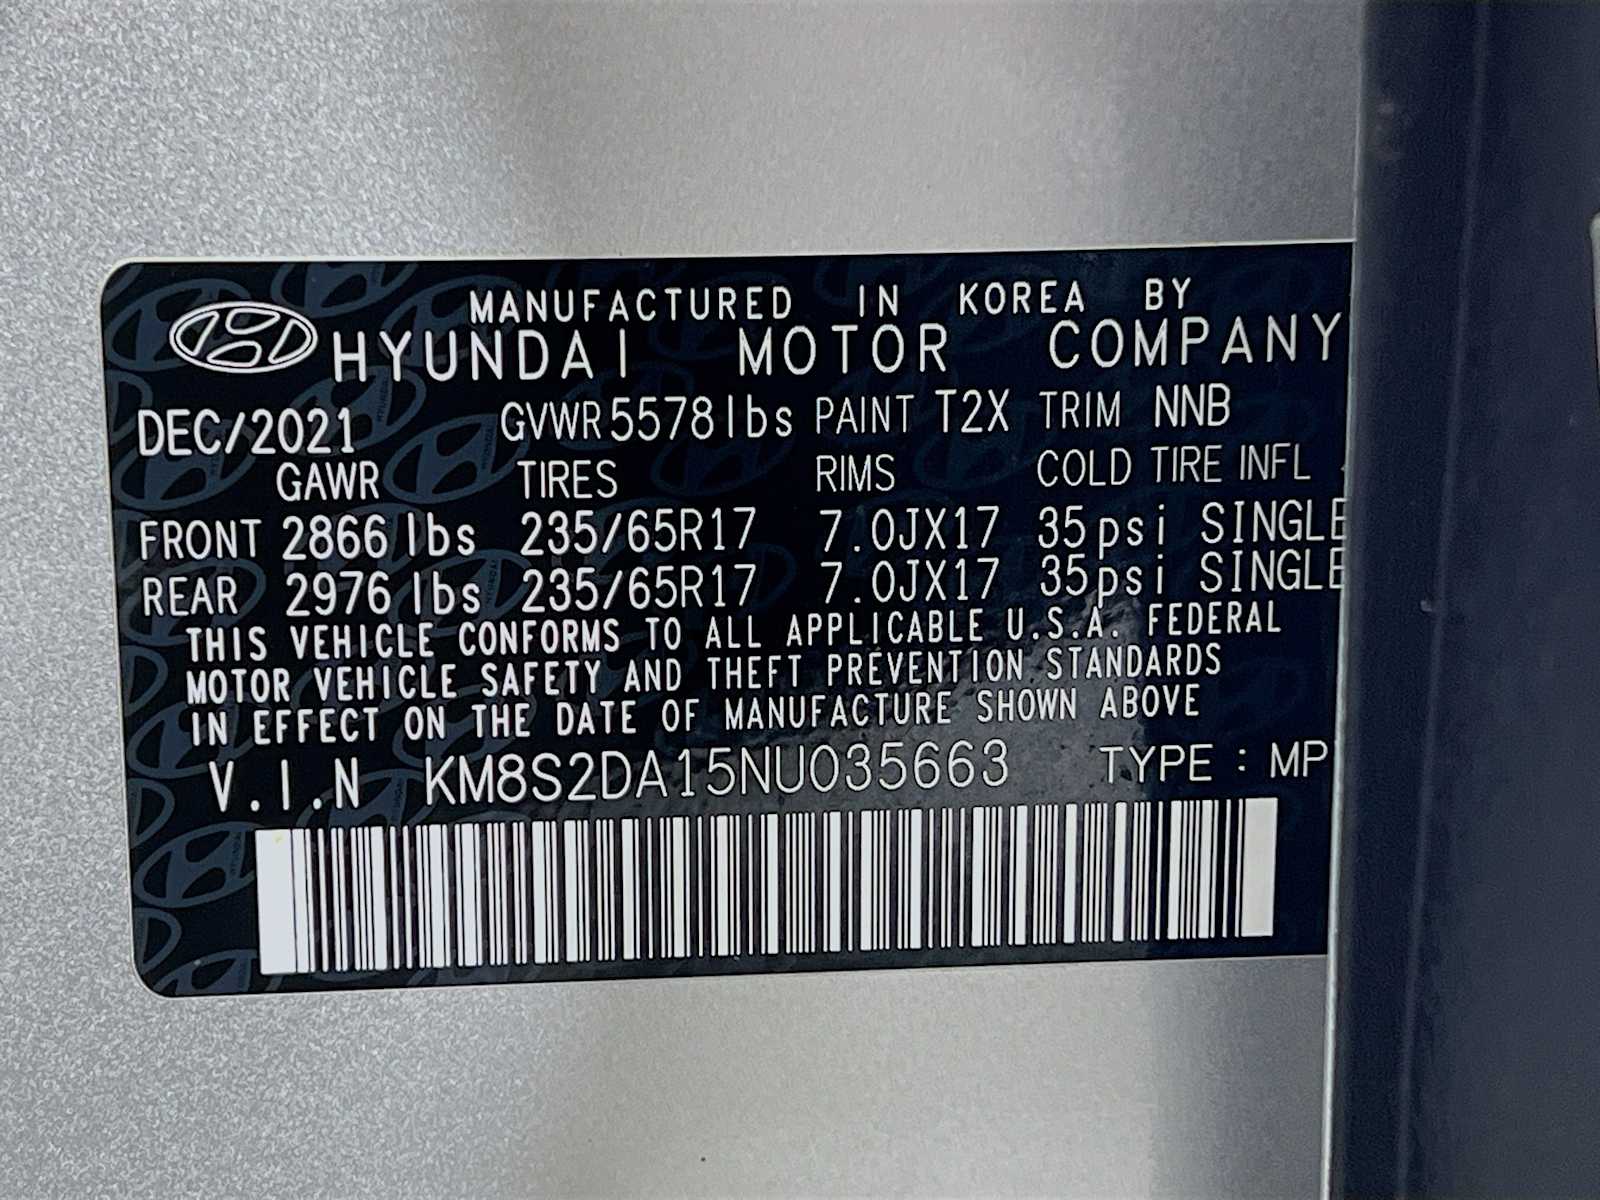 MANUFACTURED IN KOREA BY
HYUNDAI MOTOR COMPANY
DEC/2021 GVWR 5578lbs PAINT T2X TRIM NNB
GAWR TIRES RIMS COLD TIRE INFL
FRONT 2866 lbs 235/65R17 7.0JX17 35psi SINGLE
REAR 2976 lbs 235/65R17 7.0JX17 35psi SINGLE
THIS VEHICLE CONFORMS TO ALL APPLICABLE U.S.A. FEDERAL
MOTOR VEHICLE SAFETY AND THEFT PREVENTION STANDARDS
IN EFFECT ON THE DATE OF MANUFACTURE SHOWN ABOVE
V.I.N KM8S2DA15NU035663 TYPE : MP